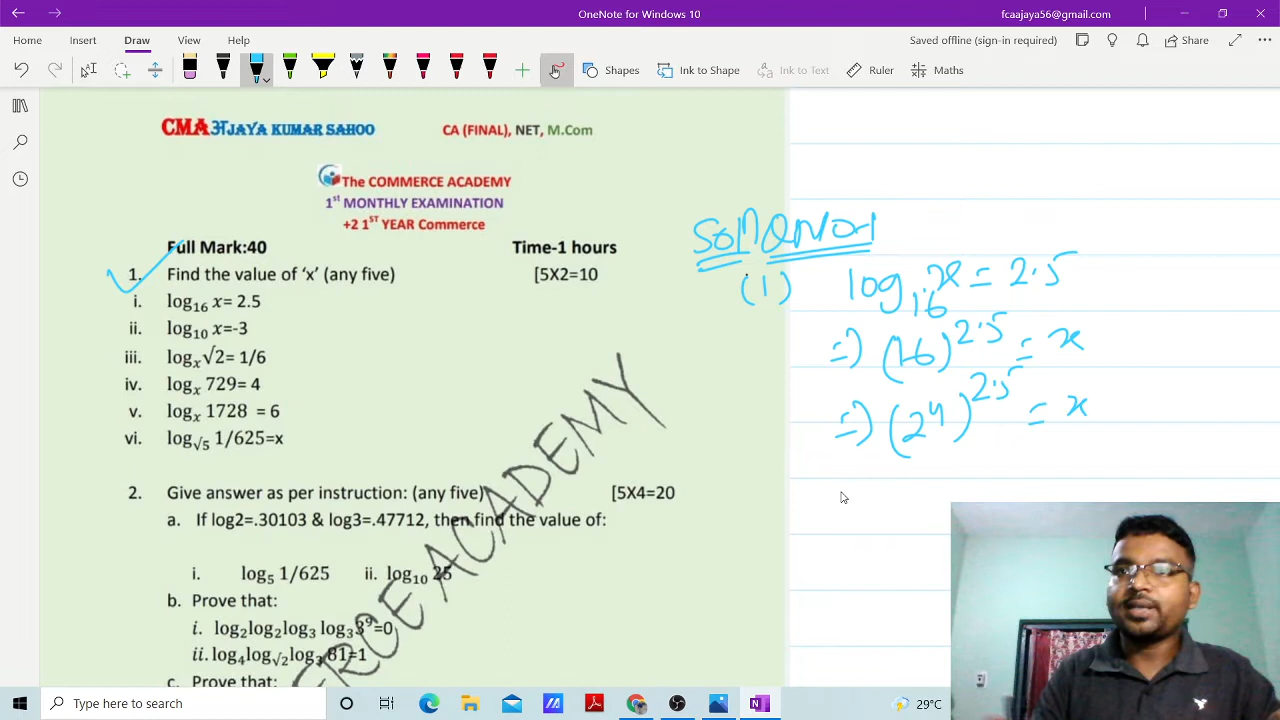 OneNote for Windows 10
fcaajaya56@gmail.com
Home Insert Draw View Help
Saved offline (sign-in required)
Share
Shapes Ink to Shape Ink to Text Ruler Maths
CMA अJAYA KUMAR SAHOO CA (FINAL), NET, M.Com
The COMMERCE ACADEMY
1st MONTHLY EXAMINATION
+2 1ST YEAR Commerce
Full Mark:40 Time-1 hours
1. Find the value of ‘x’ (any five) [5X2=10
i. log₁₆ x= 2.5
ii. log₁₀ x=-3
iii. logₓ√2= 1/6
iv. logₓ 729= 4
v. logₓ 1728 = 6
vi. log√₅ 1/625=x
2. Give answer as per instruction: (any five) [5X4=20
a. If log2=.30103 & log3=.47712, then find the value of:
i. log₅ 1/625 ii. log₁₀ 25
b. Prove that:
i. log₂log₂log₃ log₃3⁹=0
ii. log₄log√₂log₃ 81=1
c. Prove that:
ERCE ACADEMY
Soln QNO-1
(1) log₁₆ x = 2.5
=) (16)^2.5 = x
=) (2⁴)^2.5 = x
Type here to search
29°C